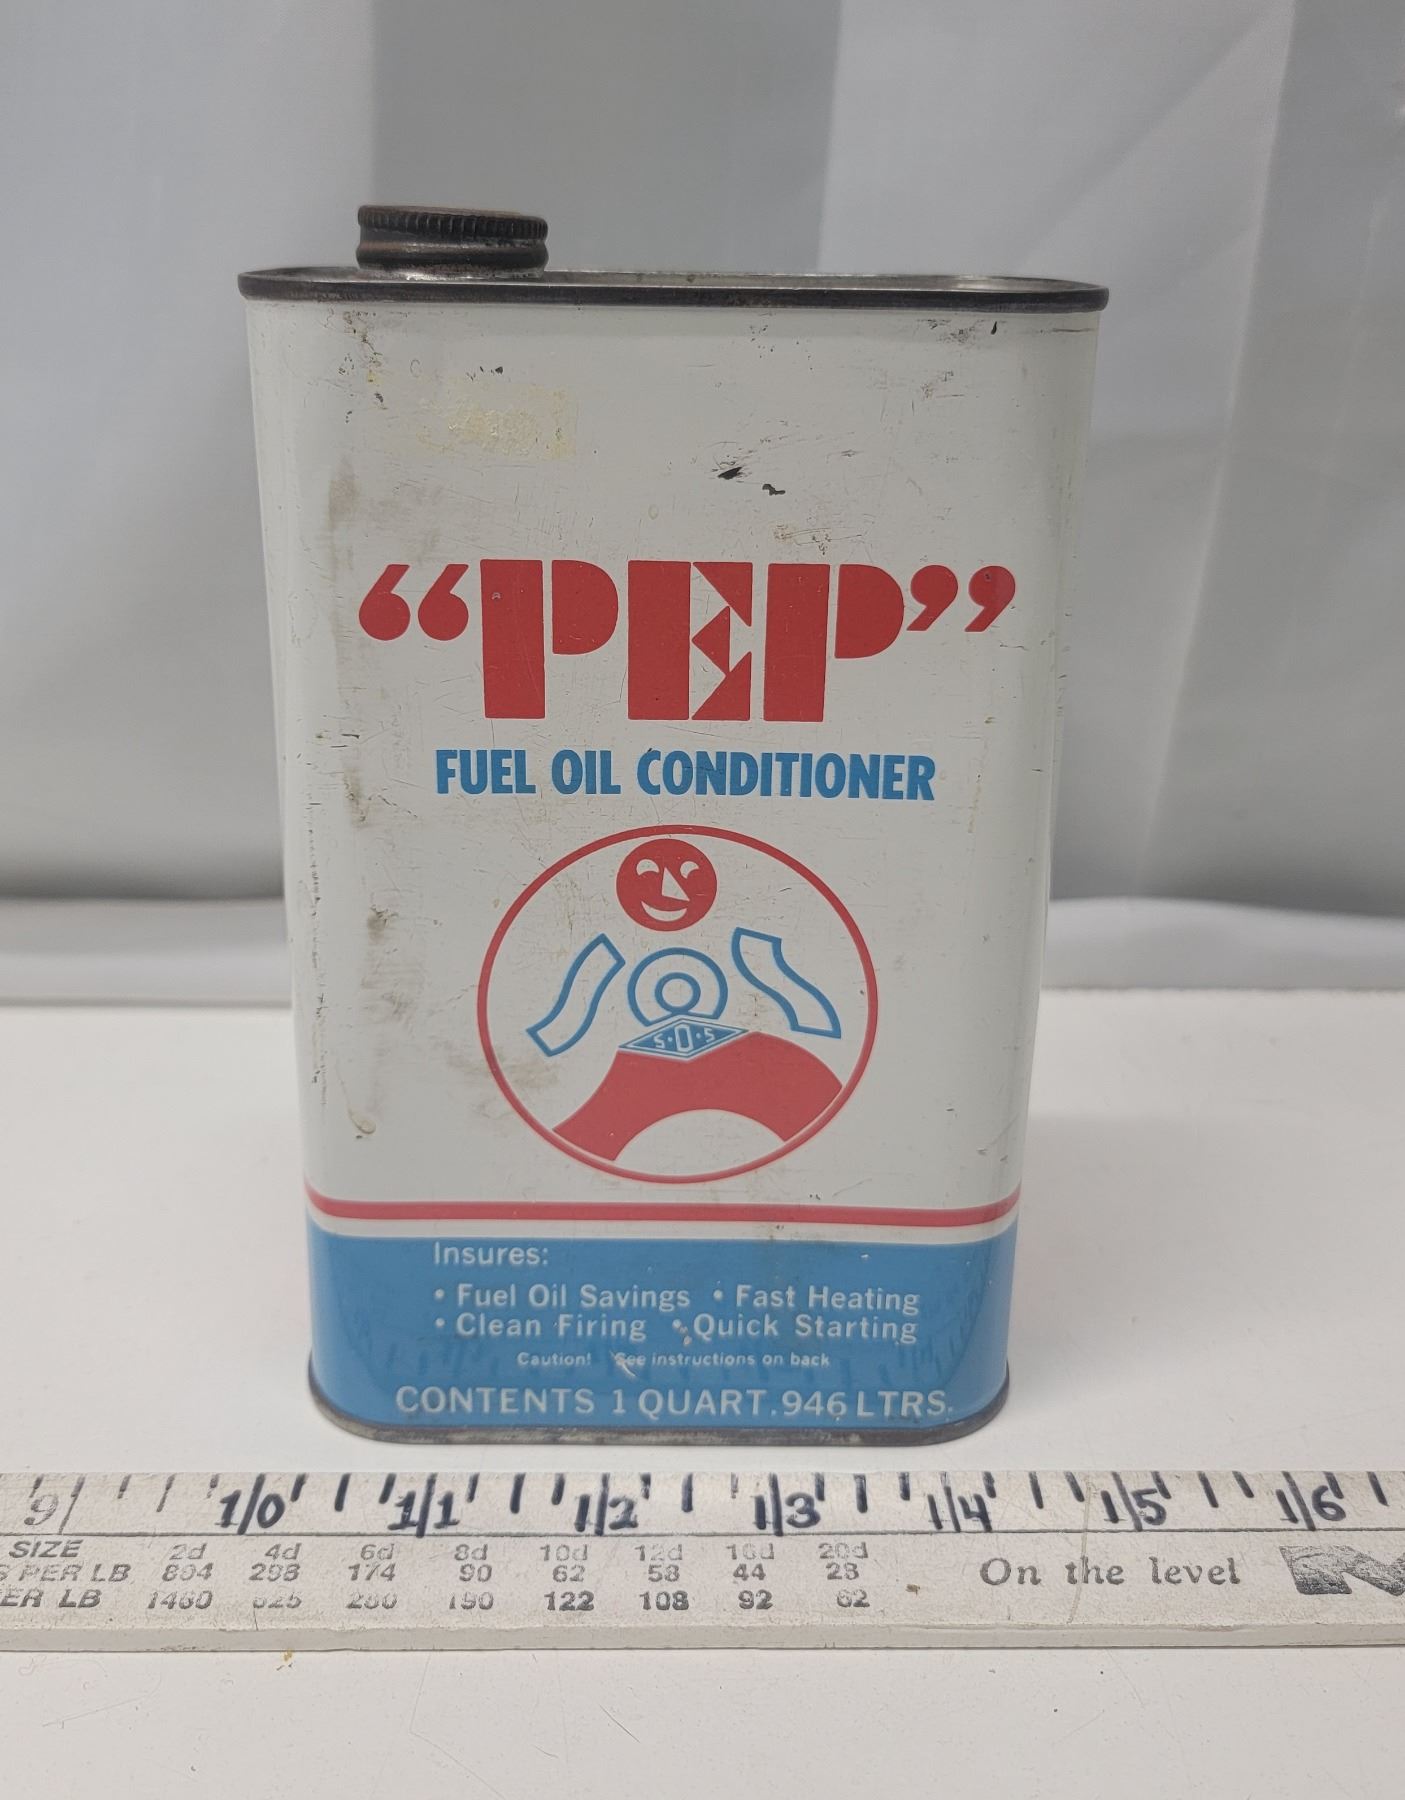 “PEP”
FUEL OIL CONDITIONER
S·O·S
Insures:
• Fuel Oil Savings • Fast Heating
• Clean Firing • Quick Starting
Caution! See instructions on back
CONTENTS 1 QUART .946 LTRS.
9 10 11 12 13 14 15 16
SIZE 2d 4d 6d 8d 10d 12d 16d 20d
PER LB 804 288 174 90 62 58 44 28
ER LB 1460 525 260 190 122 108 92 62
On the level